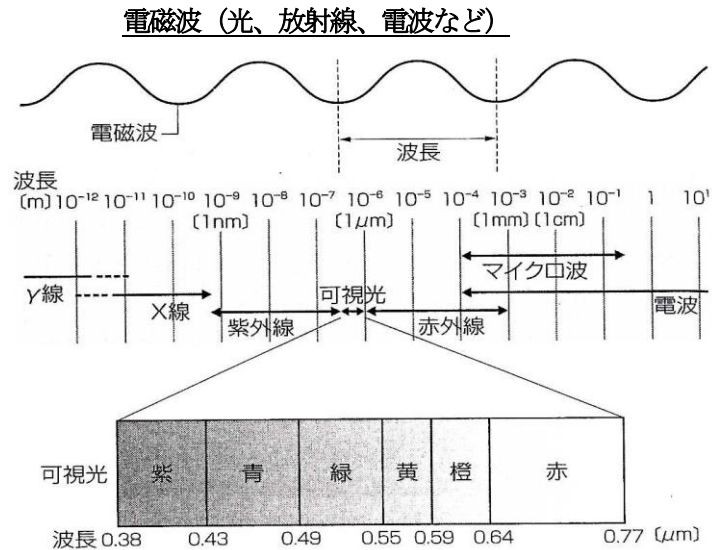 電磁波（光、放射線、電波など）
電磁波
波長
波長
〔m〕 10⁻¹² 10⁻¹¹ 10⁻¹⁰ 10⁻⁹ 10⁻⁸ 10⁻⁷ 10⁻⁶ 10⁻⁵ 10⁻⁴ 10⁻³ 10⁻² 10⁻¹ 1 10¹
〔1nm〕 〔1μm〕 〔1mm〕〔1cm〕
マイクロ波
γ線 X線 紫外線 可視光 赤外線 電波
可視光 紫 青 緑 黄 橙 赤
波長 0.38 0.43 0.49 0.55 0.59 0.64 0.77 〔μm〕